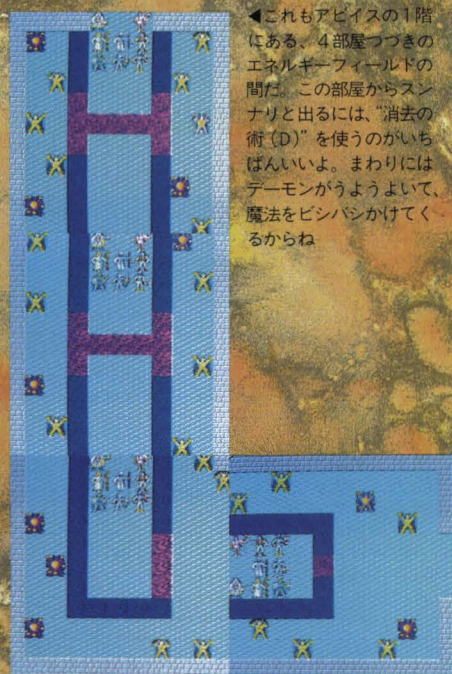 ◀これもアビイスの1階
にある、4部屋つづきの
エネルギーフィールドの
間だ。この部屋からスン
ナリと出るには、“消去の
術(D)”を使うのがいち
ばんいいよ。まわりには
デーモンがうようよいて、
魔法をビシバシかけてく
るからね